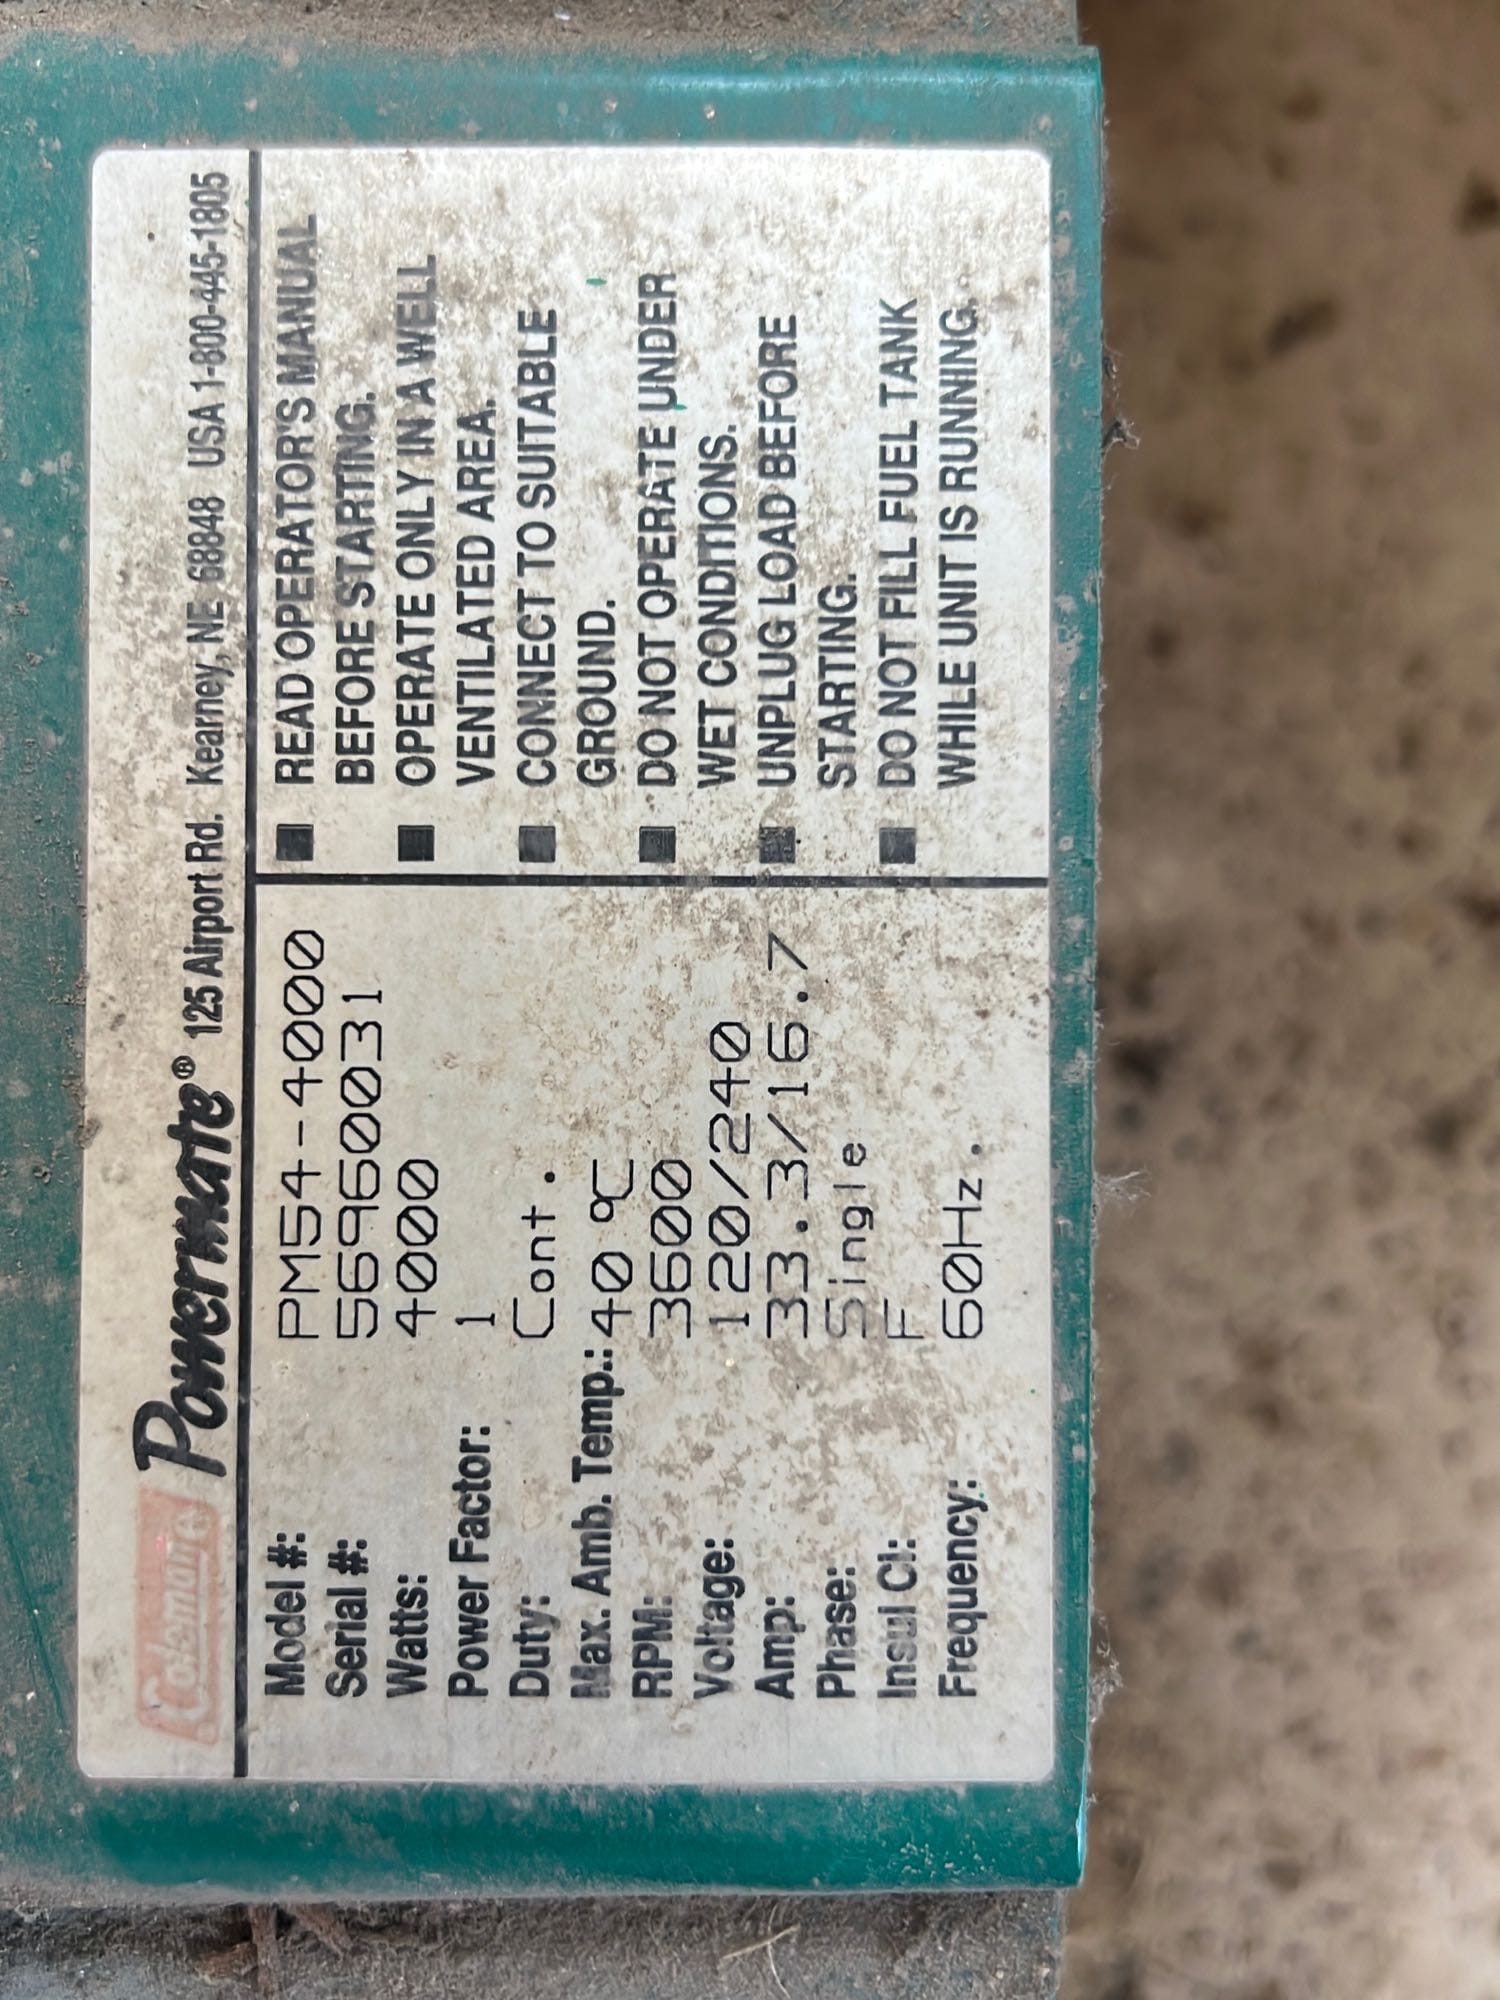 Coleman Powermate® 125 Airport Rd. Kearney, NE 68848 USA 1-800-445-1805
Model #: PM54-4000
Serial #: 569600031
Watts: 4000
Power Factor: 1
Duty: Cont.
Max. Amb. Temp.: 40 ºC
RPM: 3600
Voltage: 120/240
Amp: 33.3/16.7
Phase: Single
Insul Cl: F
Frequency: 60Hz.
■ READ OPERATOR'S MANUAL
BEFORE STARTING.
■ OPERATE ONLY IN A WELL
VENTILATED AREA.
■ CONNECT TO SUITABLE
GROUND.
■ DO NOT OPERATE UNDER
WET CONDITIONS.
■ UNPLUG LOAD BEFORE
STARTING.
■ DO NOT FILL FUEL TANK
WHILE UNIT IS RUNNING.